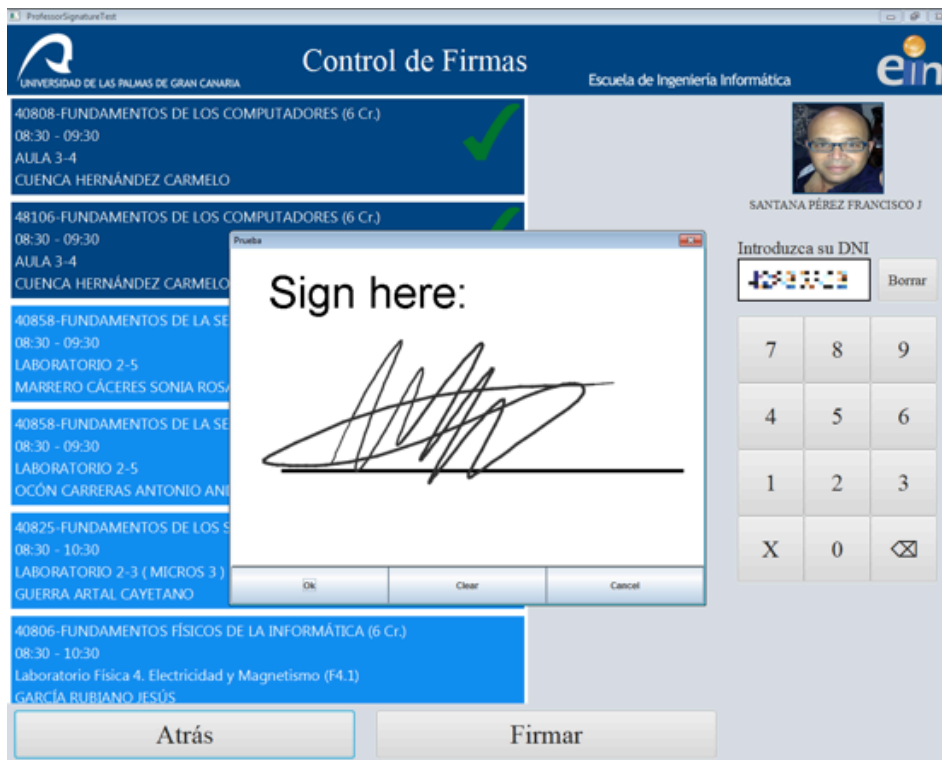 ProfessorSignatureTest
UNIVERSIDAD DE LAS PALMAS DE GRAN CANARIA
Control de Firmas
Escuela de Ingeniería Informática
ein
40808-FUNDAMENTOS DE LOS COMPUTADORES (6 Cr.)
08:30 - 09:30
AULA 3-4
CUENCA HERNÁNDEZ CARMELO
48106-FUNDAMENTOS DE LOS COMPUTADORES (6 Cr.)
08:30 - 09:30
AULA 3-4
CUENCA HERNÁNDEZ CARMELO
40858-FUNDAMENTOS DE LA SE
08:30 - 09:30
LABORATORIO 2-5
MARRERO CÁCERES SONIA ROSA
40858-FUNDAMENTOS DE LA SE
08:30 - 09:30
LABORATORIO 2-5
OCÓN CARRERAS ANTONIO AN
40825-FUNDAMENTOS DE LOS S
08:30 - 10:30
LABORATORIO 2-3 ( MICROS 3 )
GUERRA ARTAL CAYETANO
40806-FUNDAMENTOS FÍSICOS DE LA INFORMÁTICA (6 Cr.)
08:30 - 10:30
Laboratorio Física 4. Electricidad y Magnetismo (F4.1)
GARCÍA RUBIANO JESÚS
Prueba
Sign here:
Ok
Clear
Cancel
SANTANA PÉREZ FRANCISCO J
Introduzca su DNI
Borrar
7 8 9
4 5 6
1 2 3
X 0
Atrás
Firmar